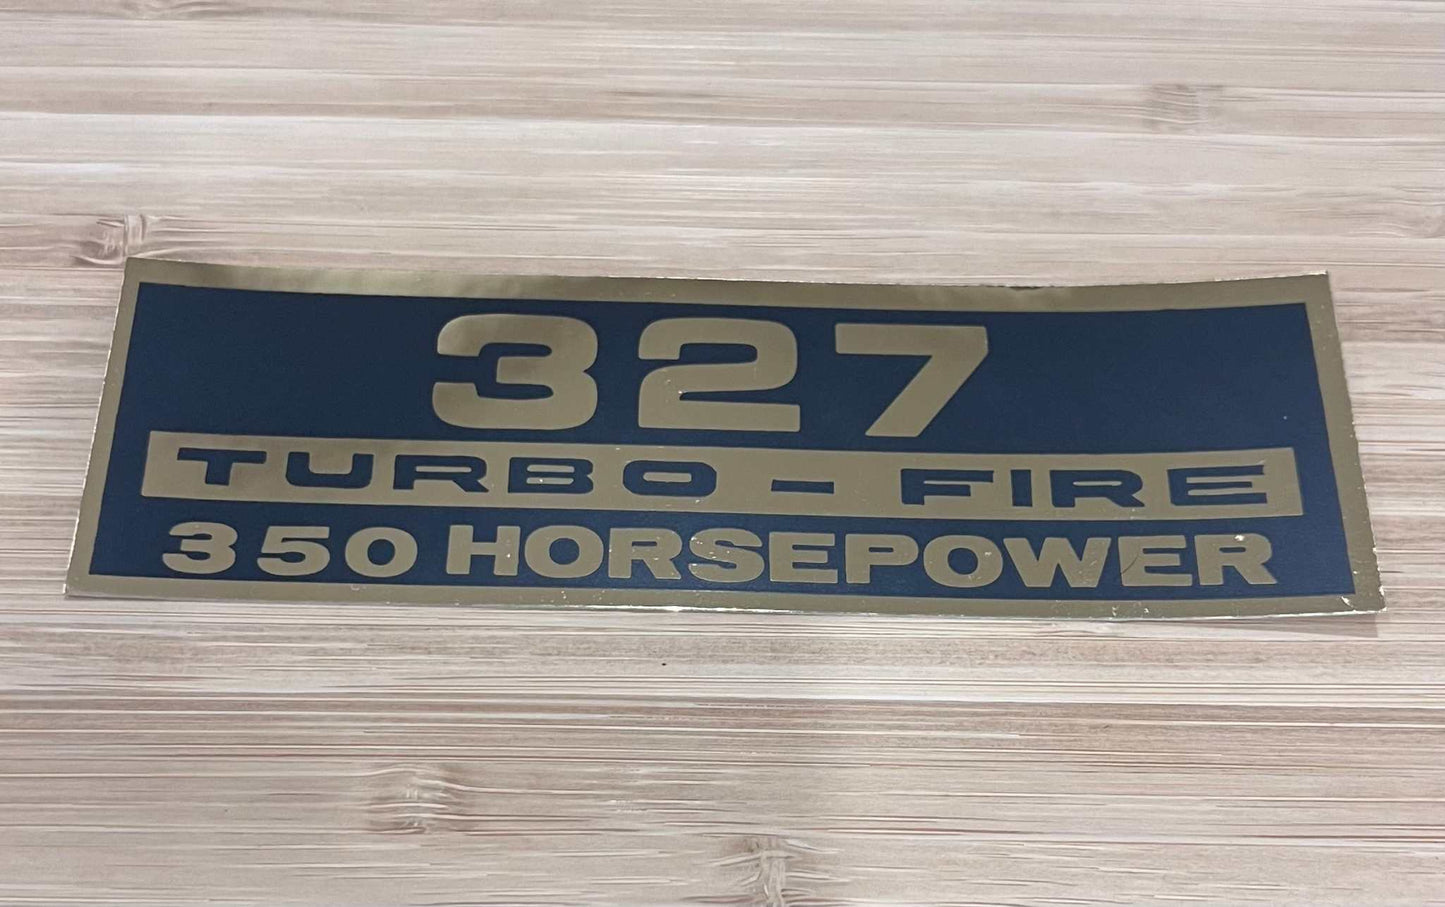 327
TURBO - FIRE
350 HORSEPOWER